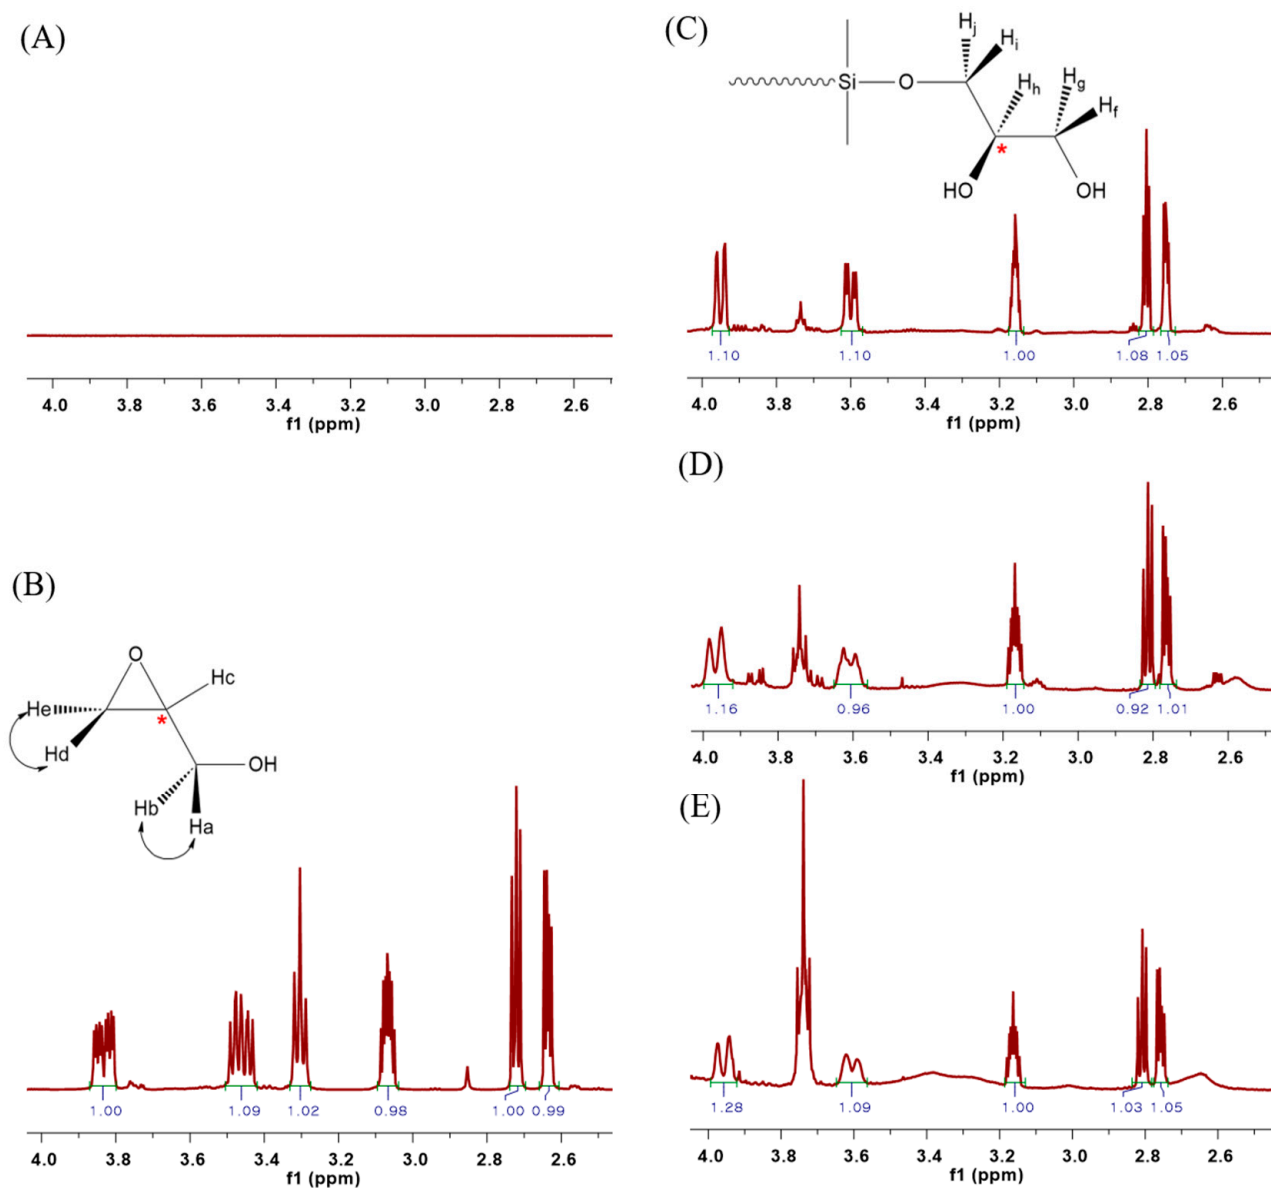 (A)
4.0 3.8 3.6 3.4 3.2 3.0 2.8 2.6
f1 (ppm)
(B)
O
Hc
He
*
Hd
OH
Hb
Ha
1.00 1.09 1.02 0.98 1.00 0.99
4.0 3.8 3.6 3.4 3.2 3.0 2.8 2.6
f1 (ppm)
(C)
Hj
Hi
Si O Hh Hg
Hf
*
HO OH
1.10 1.10 1.00 1.08 1.05
4.0 3.8 3.6 3.4 3.2 3.0 2.8 2.6
f1 (ppm)
(D)
1.16 0.96 1.00 0.92 1.01
4.0 3.8 3.6 3.4 3.2 3.0 2.8 2.6
f1 (ppm)
(E)
1.28 1.09 1.00 1.03 1.05
4.0 3.8 3.6 3.4 3.2 3.0 2.8 2.6
f1 (ppm)